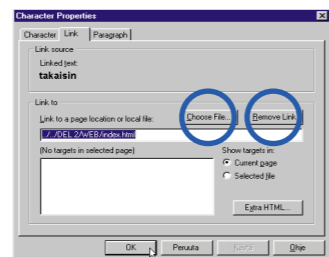 Character Properties
Character Link Paragraph
Link source
Linked text:
takaisin
Link to
Link to a page location or local file:
Choose File... Remove Link
../../DEL 2/WEB/index.html
(No targets in selected page)
Show targets in:
Current page
Selected file
Extra HTML...
OK Peruuta Ohje